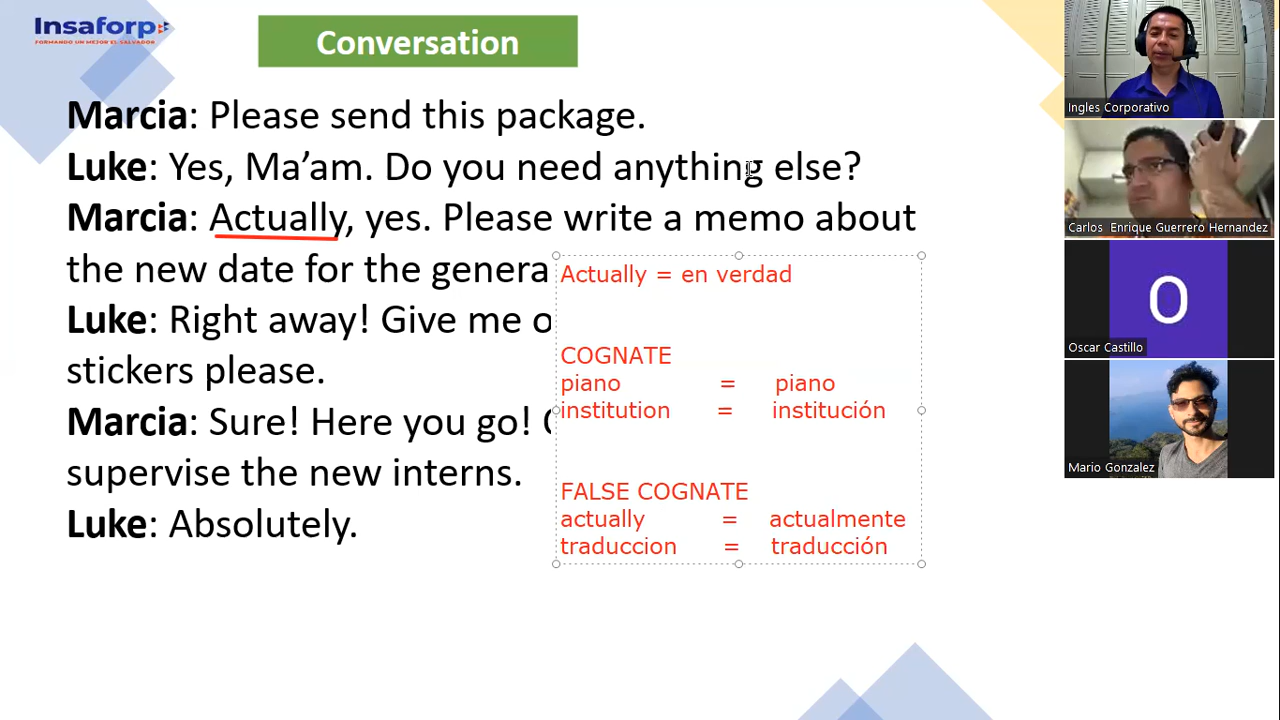 Insaforp
FORMANDO UN MEJOR EL SALVADOR
Conversation
Marcia: Please send this package.
Luke: Yes, Ma’am. Do you need anything else?
Marcia: Actually, yes. Please write a memo about
the new date for the genera
Luke: Right away! Give me
stickers please.
Marcia: Sure! Here you go!
supervise the new interns.
Luke: Absolutely.
Actually = en verdad
COGNATE
piano = piano
institution = institución
FALSE COGNATE
actually = actualmente
traduccion = traducción
Ingles Corporativo
Carlos Enrique Guerrero Hernandez
O
Oscar Castillo
Mario Gonzalez